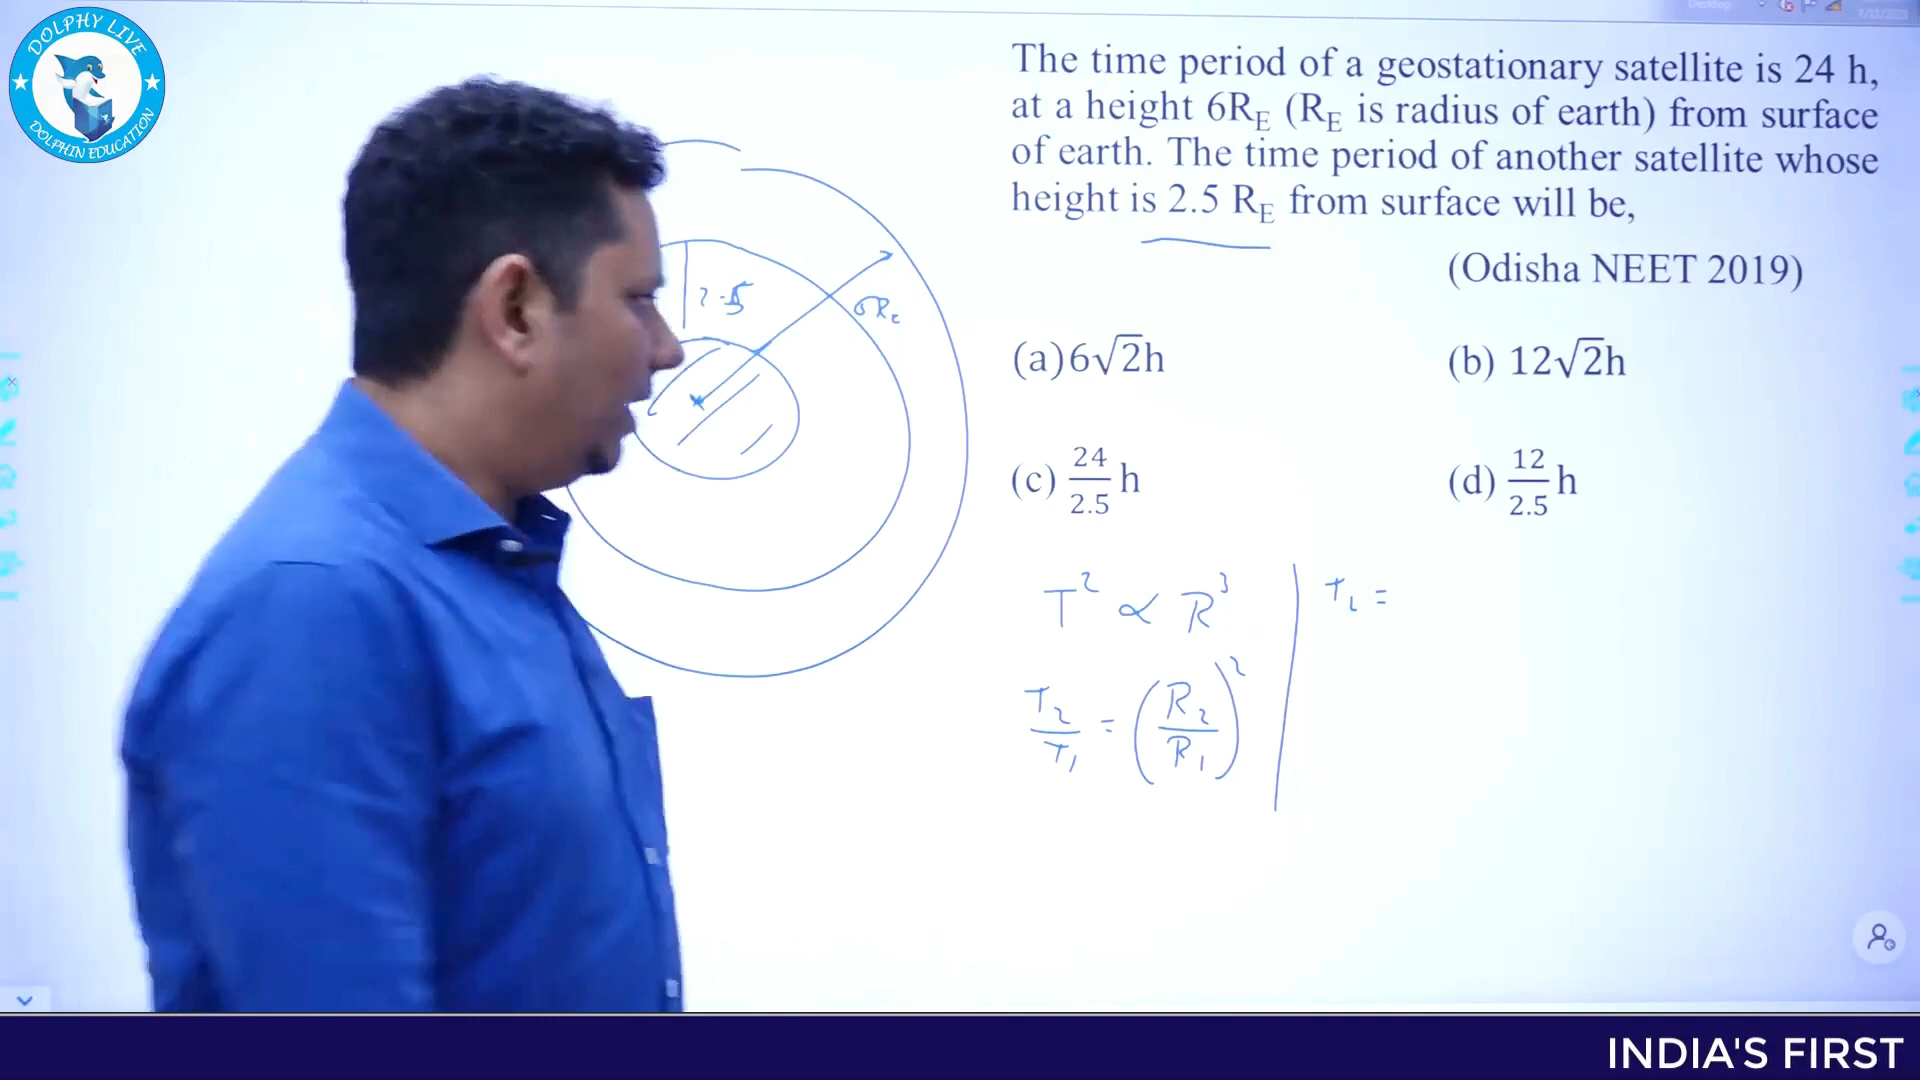 DOLPHY LIVE
DOLPHIN EDUCATION
Desktop
The time period of a geostationary satellite is 24 h,
at a height 6R_E (R_E is radius of earth) from surface
of earth. The time period of another satellite whose
height is 2.5 R_E from surface will be,
(Odisha NEET 2019)
(a)6√2h
(b) 12√2h
(c) 24/2.5 h
(d) 12/2.5 h
2.5
6R_E
T² ∝ R³
T₂ =
T₂/T₁ = (R₂/R₁)²
INDIA'S FIRST